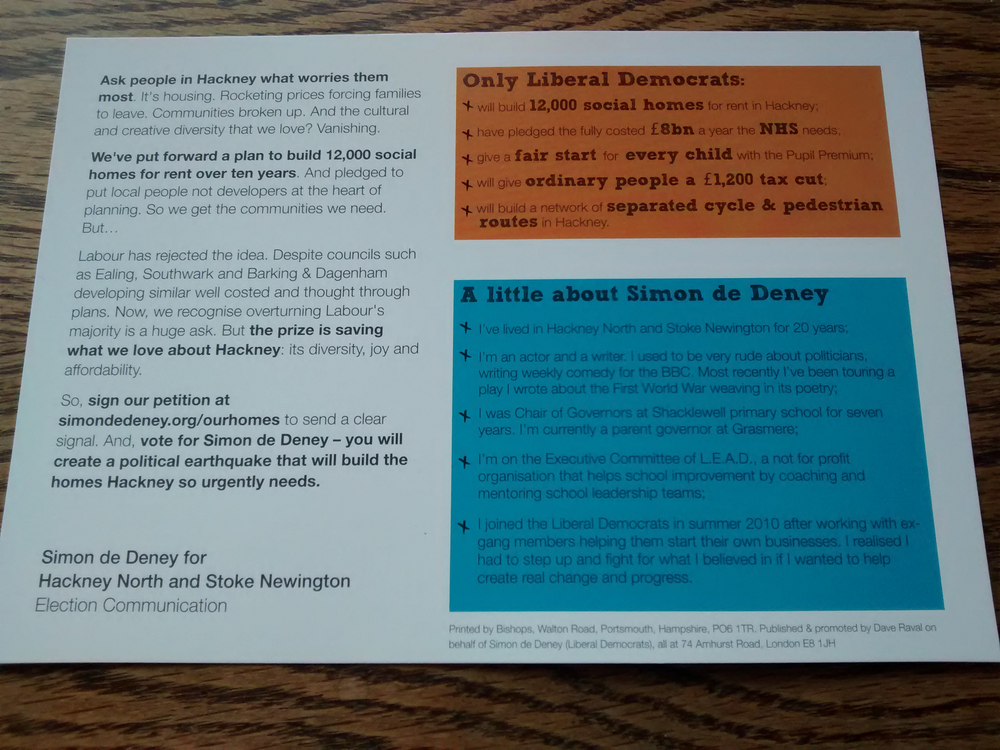 Ask people in Hackney what worries them
most. It's housing. Rocketing prices forcing families
to leave. Communities broken up. And the cultural
and creative diversity that we love? Vanishing.
We've put forward a plan to build 12,000 social
homes for rent over ten years. And pledged to
put local people not developers at the heart of
planning. So we get the communities we need.
But...
Labour has rejected the idea. Despite councils such
as Ealing, Southwark and Barking & Dagenham
developing similar well costed and thought through
plans. Now, we recognise overturning Labour's
majority is a huge ask. But the prize is saving
what we love about Hackney: its diversity, joy and
affordability.
So, sign our petition at
simondedeney.org/ourhomes to send a clear
signal. And, vote for Simon de Deney – you will
create a political earthquake that will build the
homes Hackney so urgently needs.
Simon de Deney for
Hackney North and Stoke Newington
Election Communication
Only Liberal Democrats:
will build 12,000 social homes for rent in Hackney;
have pledged the fully costed £8bn a year the NHS needs;
give a fair start for every child with the Pupil Premium;
will give ordinary people a £1,200 tax cut;
will build a network of separated cycle & pedestrian
routes in Hackney.
A little about Simon de Deney
I've lived in Hackney North and Stoke Newington for 20 years;
I'm an actor and a writer. I used to be very rude about politicians,
writing weekly comedy for the BBC. Most recently I've been touring a
play I wrote about the First World War weaving in its poetry;
I was Chair of Governors at Shacklewell primary school for seven
years. I'm currently a parent governor at Grasmere;
I'm on the Executive Committee of L.E.A.D., a not for profit
organisation that helps school improvement by coaching and
mentoring school leadership teams;
I joined the Liberal Democrats in summer 2010 after working with ex-
gang members helping them start their own businesses. I realised I
had to step up and fight for what I believed in if I wanted to help
create real change and progress.
Printed by Bishops, Walton Road, Portsmouth, Hampshire, PO6 1TR. Published & promoted by Dave Raval on
behalf of Simon de Deney (Liberal Democrats), all at 74 Amhurst Road, London E8 1JH